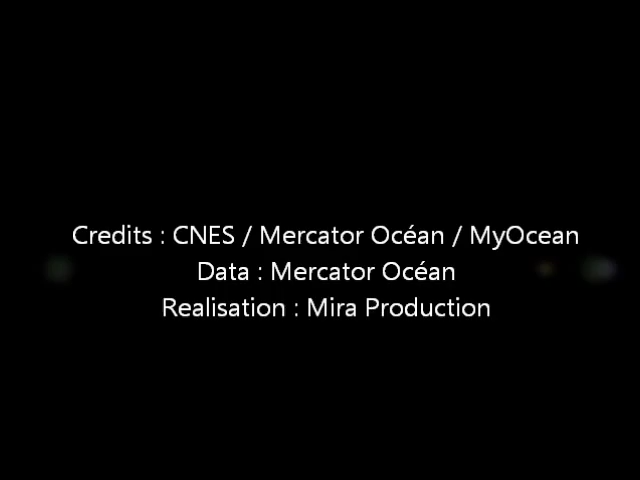 Credits : CNES / Mercator Océan / MyOcean
Data : Mercator Océan
Realisation : Mira Production